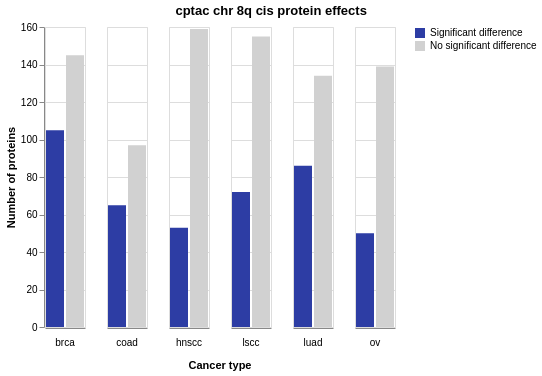 cptac chr 8q cis protein effects
Significant difference
No significant difference
Number of proteins
160
140
120
100
80
60
40
20
0
brca coad hnscc lscc luad ov
Cancer type